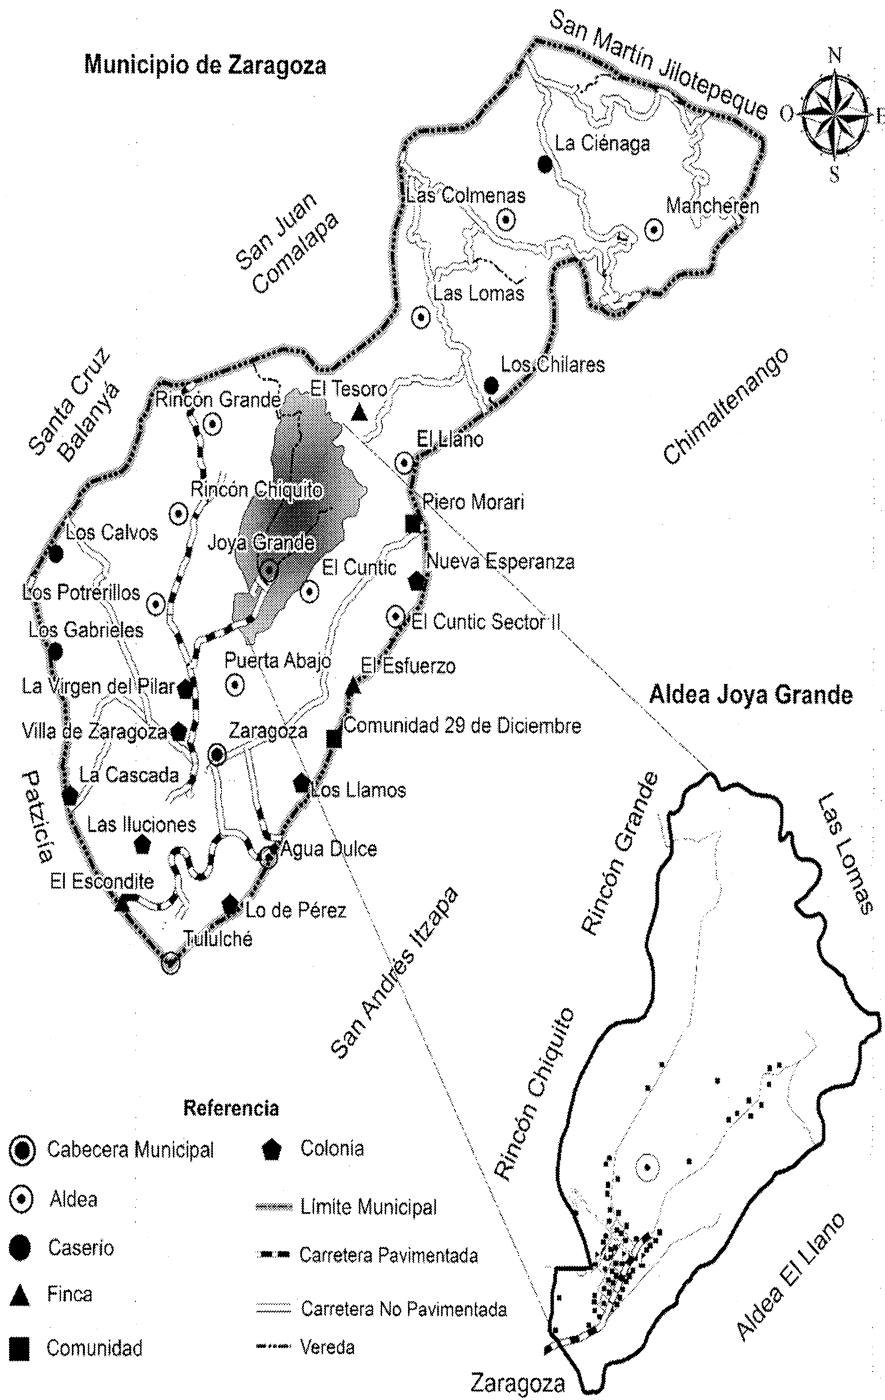 Municipio de Zaragoza
San Martín Jilotepeque
N
O
E
S
La Ciénaga
Las Colmenas
Mancheren
San Juan
Comalapa
Las Lomas
Los Chilares
Chimaltenango
Santa Cruz
Balanyá
El Tesoro
Rincón Grande
El Llano
Rincón Chiquito
Piero Morari
Los Calvos
Joya Grande
El Cuntic
Nueva Esperanza
Los Potrerillos
El Cuntic Sector II
Los Gabrieles
Puerta Abajo
El Esfuerzo
La Virgen del Pilar
Aldea Joya Grande
Villa de Zaragoza
Zaragoza
Comunidad 29 de Diciembre
La Cascada
Los Llamos
Patzicía
Las Iluciones
Agua Dulce
El Escondite
Lo de Pérez
Tululché
San Andrés Itzapa
Rincón Grande
Las Lomas
Rincón Chiquito
Aldea El Llano
Zaragoza
Referencia
Cabecera Municipal
Colonia
Aldea
Límite Municipal
Caserio
Carretera Pavimentada
Finca
Carretera No Pavimentada
Comunidad
Vereda